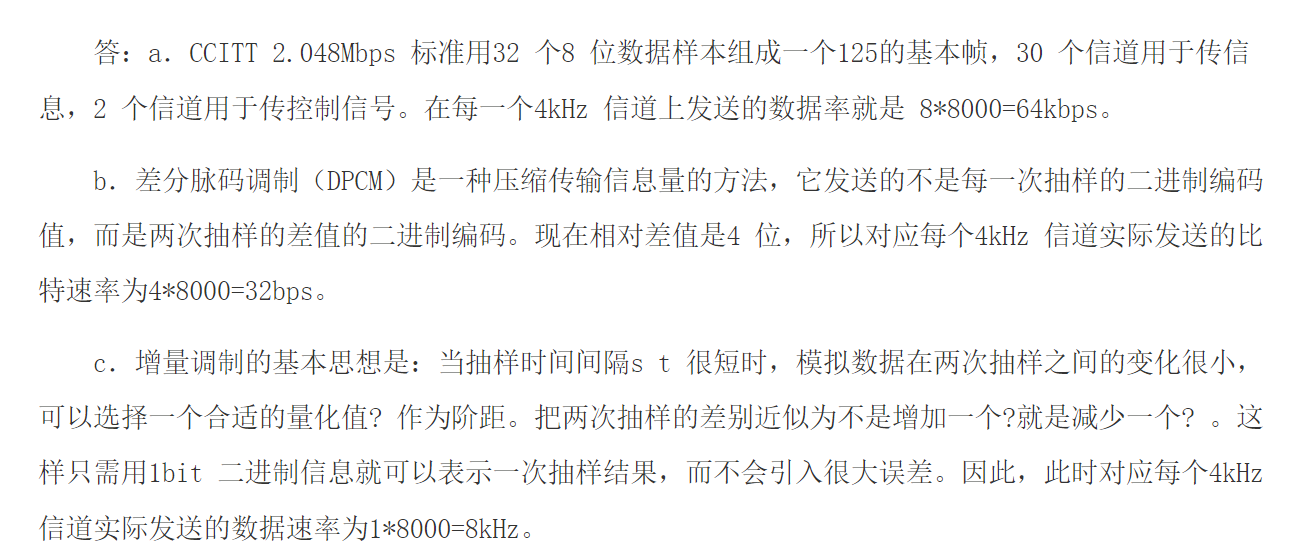 答：a. CCITT 2.048Mbps 标准用32 个8 位数据样本组成一个125的基本帧，30 个信道用于传信
息，2 个信道用于传控制信号。在每一个4kHz 信道上发送的数据率就是 8*8000=64kbps。
b. 差分脉码调制（DPCM）是一种压缩传输信息量的方法，它发送的不是每一次抽样的二进制编码
值，而是两次抽样的差值的二进制编码。现在相对差值是4 位，所以对应每个4kHz 信道实际发送的比
特速率为4*8000=32bps。
c. 增量调制的基本思想是：当抽样时间间隔s t 很短时，模拟数据在两次抽样之间的变化很小，
可以选择一个合适的量化值? 作为阶距。把两次抽样的差别近似为不是增加一个?就是减少一个? 。这
样只需用1bit 二进制信息就可以表示一次抽样结果，而不会引入很大误差。因此，此时对应每个4kHz
信道实际发送的数据速率为1*8000=8kHz。